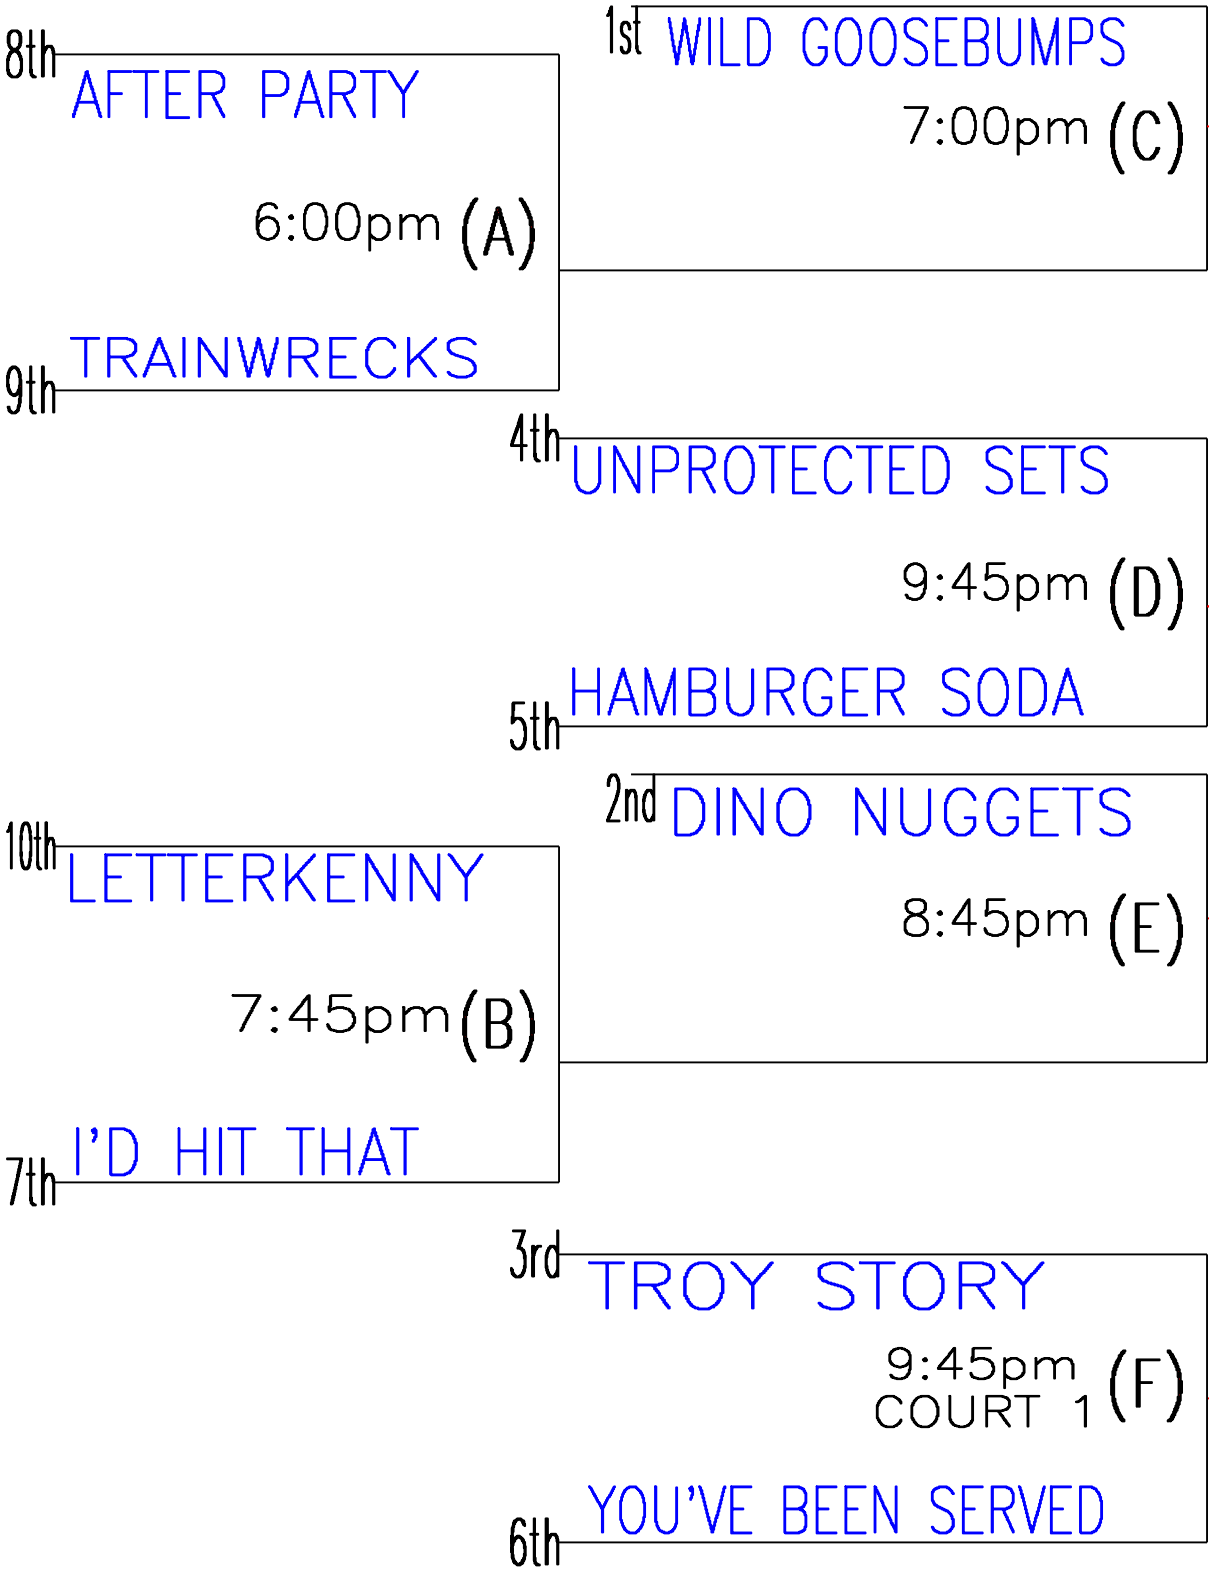 1st WILD GOOSEBUMPS
7:00pm (C)
8th
AFTER PARTY
6:00pm (A)
TRAINWRECKS
9th
4th
UNPROTECTED SETS
9:45pm (D)
HAMBURGER SODA
5th
2nd DINO NUGGETS
8:45pm (E)
10th
LETTERKENNY
7:45pm (B)
I'D HIT THAT
7th
3rd
TROY STORY
9:45pm (F)
COURT 1
YOU'VE BEEN SERVED
6th